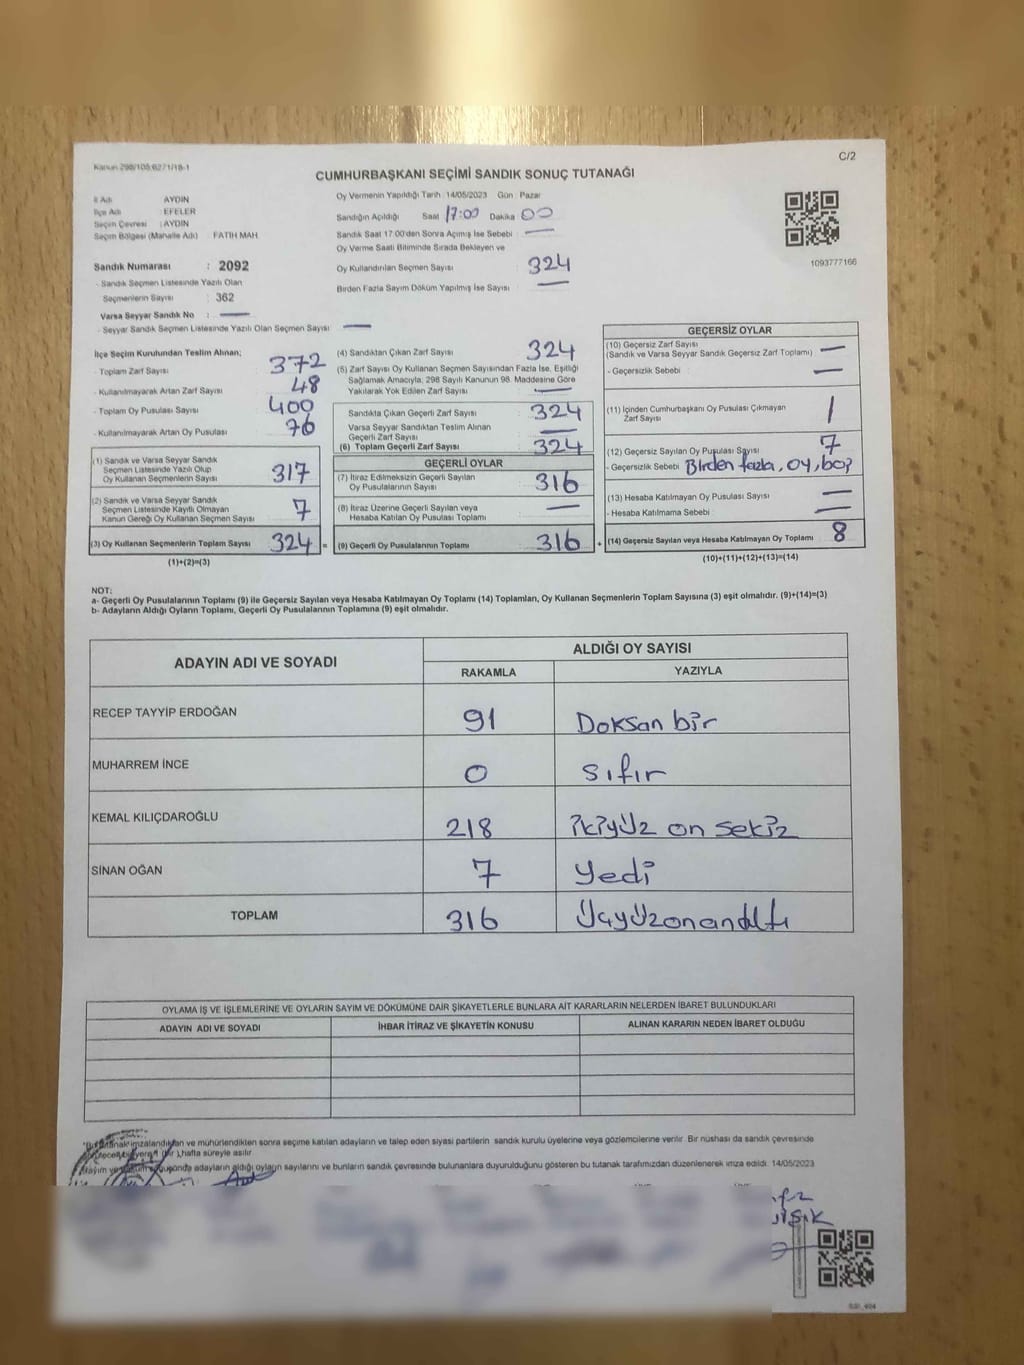 Kanun 298/105;6271/18-1
C/2
CUMHURBAŞKANI SEÇİMİ SANDIK SONUÇ TUTANAĞI
İl Adı AYDIN
İlçe Adı : EFELER
Seçim Çevresi : AYDIN
Seçim Bölgesi (Mahalle Adı) FATİH MAH.
Sandık Numarası : 2092
- Sandık Seçmen Listesinde Yazılı Olan
Seçmenlerin Sayısı : 362
Varsa Seyyar Sandık No : —
- Seyyar Sandık Seçmen Listesinde Yazılı Olan Seçmen Sayısı: —
Oy Vermenin Yapıldığı Tarih :14/05/2023 Gün : Pazar
Sandığın Açıldığı Saat 17:00 Dakika 00
Sandık Saat 17.00'den Sonra Açılmış İse Sebebi : —
Oy Verme Saati Bitiminde Sırada Bekleyen ve
Oy Kullandırılan Seçmen Sayısı : 324
Birden Fazla Sayım Döküm Yapılmış İse Sayısı : —
1093777166
İlçe Seçim Kurulundan Teslim Alınan;
- Toplam Zarf Sayısı : 372
- Kullanılmayarak Artan Zarf Sayısı : 48
- Toplam Oy Pusulası Sayısı : 400
- Kullanılmayarak Artan Oy Pusulası : 76
(1) Sandık ve Varsa Seyyar Sandık
Seçmen Listesinde Yazılı Olup
Oy Kullanan Seçmenlerin Sayısı : 317
(2) Sandık ve Varsa Seyyar Sandık
Seçmen Listesinde Kayıtlı Olmayan
Kanun Gereği Oy Kullanan Seçmen Sayısı : 7
(3) Oy Kullanan Seçmenlerin Toplam Sayısı : 324 =
(1)+(2)=(3)
(4) Sandıktan Çıkan Zarf Sayısı : 324
(5) Zarf Sayısı Oy Kullanan Seçmen Sayısından Fazla İse, Eşitliği
Sağlamak Amacıyla, 298 Sayılı Kanunun 98. Maddesine Göre
Yakılarak Yok Edilen Zarf Sayısı : —
Sandıkta Çıkan Geçerli Zarf Sayısı : 324
Varsa Seyyar Sandıktan Teslim Alınan
Geçerli Zarf Sayısı : —
(6) Toplam Geçerli Zarf Sayısı : 324
GEÇERLİ OYLAR
(7) İtiraz Edilmeksizin Geçerli Sayılan
Oy Pusulalarının Sayısı : 316
(8) İtiraz Üzerine Geçerli Sayılan veya
Hesaba Katılan Oy Pusulası Toplamı : —
(9) Geçerli Oy Pusulalarının Toplamı : 316 +
GEÇERSİZ OYLAR
(10) Geçersiz Zarf Sayısı :
(Sandık ve Varsa Seyyar Sandık Geçersiz Zarf Toplamı) —
- Geçersizlik Sebebi : —
(11) İçinden Cumhurbaşkanı Oy Pusulası Çıkmayan
Zarf Sayısı : 1
(12) Geçersiz Sayılan Oy Pusulası Sayısı : 7
- Geçersizlik Sebebi : Birden fazla, oy, boş
(13) Hesaba Katılmayan Oy Pusulası Sayısı : —
- Hesaba Katılmama Sebebi : —
(14) Geçersiz Sayılan veya Hesaba Katılmayan Oy Toplamı : 8
(10)+(11)+(12)+(13)=(14)
NOT:
a- Geçerli Oy Pusulalarının Toplamı (9) ile Geçersiz Sayılan veya Hesaba Katılmayan Oy Toplamı (14) Toplamları, Oy Kullanan Seçmenlerin Toplam Sayısına (3) eşit olmalıdır. (9)+(14)=(3)
b- Adayların Aldığı Oyların Toplamı, Geçerli Oy Pusulalarının Toplamına (9) eşit olmalıdır.
ADAYIN ADI VE SOYADI
ALDIĞI OY SAYISI
RAKAMLA YAZIYLA
RECEP TAYYİP ERDOĞAN 91 Doksan bir
MUHARREM İNCE 0 sıfır
KEMAL KILIÇDAROĞLU 218 ikiyüz on sekiz
SİNAN OĞAN 7 yedi
TOPLAM 316 Üçyüzonaltı
OYLAMA İŞ VE İŞLEMLERİNE VE OYLARIN SAYIM VE DÖKÜMÜNE DAİR ŞİKAYETLERLE BUNLARA AİT KARARLARIN NELERDEN İBARET BULUNDUKLARI
ADAYIN ADI VE SOYADI İHBAR İTİRAZ VE ŞİKAYETİN KONUSU ALINAN KARARIN NEDEN İBARET OLDUĞU
imzalandıktan ve mühürlendikten sonra seçime katılan adayların ve talep eden siyasi partilerin sandık kurulu üyelerine veya gözlemcilerine verilir. Bir nüshası da sandık çevresinde
(bir ),hafta süreyle asılır.
adayların aldığı oyların sayılarını ve bunların sandık çevresinde bulunanlara duyurulduğunu gösteren bu tutanak tarafımızdan düzenlenerek imza edildi. 14/05/2023